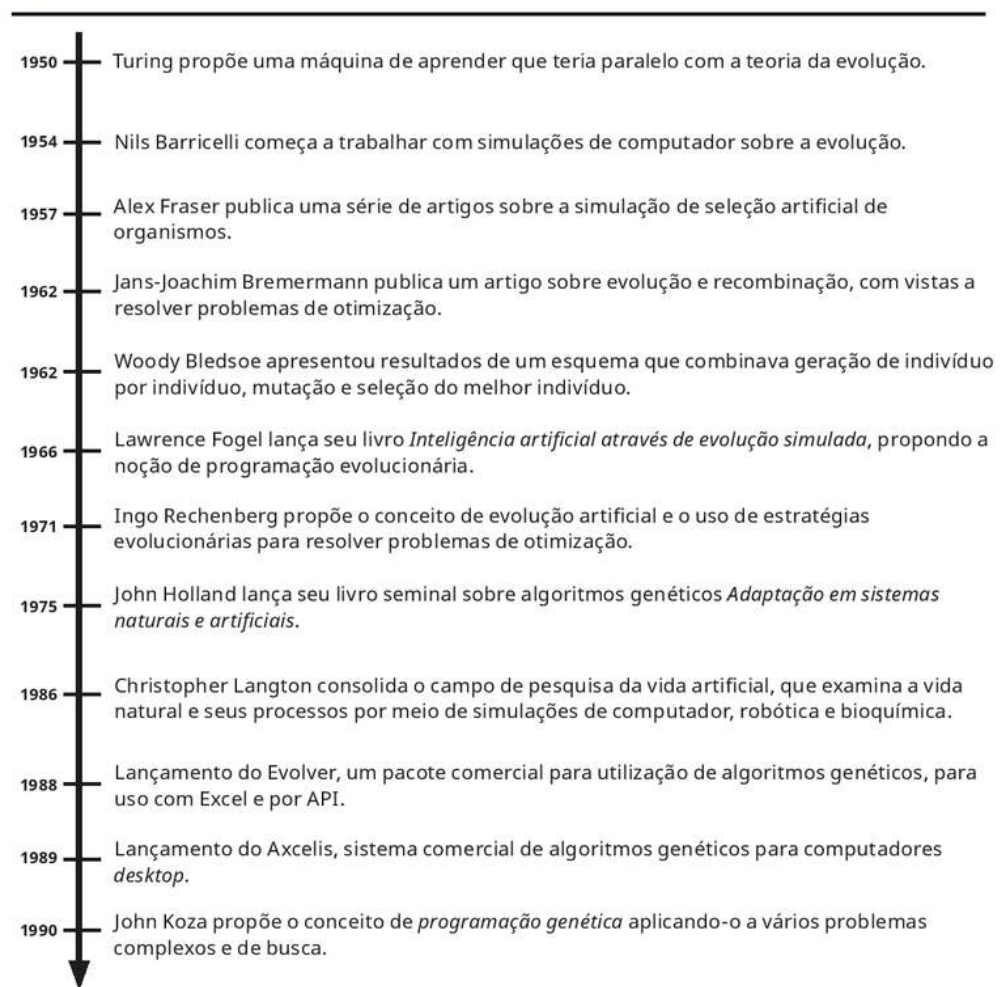 1950 Turing propõe uma máquina de aprender que teria paralelo com a teoria da evolução.
1954 Nils Barricelli começa a trabalhar com simulações de computador sobre a evolução.
1957 Alex Fraser publica uma série de artigos sobre a simulação de seleção artificial de
organismos.
1962 Jans-Joachim Bremermann publica um artigo sobre evolução e recombinação, com vistas a
resolver problemas de otimização.
1962 Woody Bledsoe apresentou resultados de um esquema que combinava geração de indivíduo
por indivíduo, mutação e seleção do melhor indivíduo.
1966 Lawrence Fogel lança seu livro Inteligência artificial através de evolução simulada, propondo a
noção de programação evolucionária.
1971 Ingo Rechenberg propõe o conceito de evolução artificial e o uso de estratégias
evolucionárias para resolver problemas de otimização.
1975 John Holland lança seu livro seminal sobre algoritmos genéticos Adaptação em sistemas
naturais e artificiais.
1986 Christopher Langton consolida o campo de pesquisa da vida artificial, que examina a vida
natural e seus processos por meio de simulações de computador, robótica e bioquímica.
1988 Lançamento do Evolver, um pacote comercial para utilização de algoritmos genéticos, para
uso com Excel e por API.
1989 Lançamento do Axcelis, sistema comercial de algoritmos genéticos para computadores
desktop.
1990 John Koza propõe o conceito de programação genética aplicando-o a vários problemas
complexos e de busca.